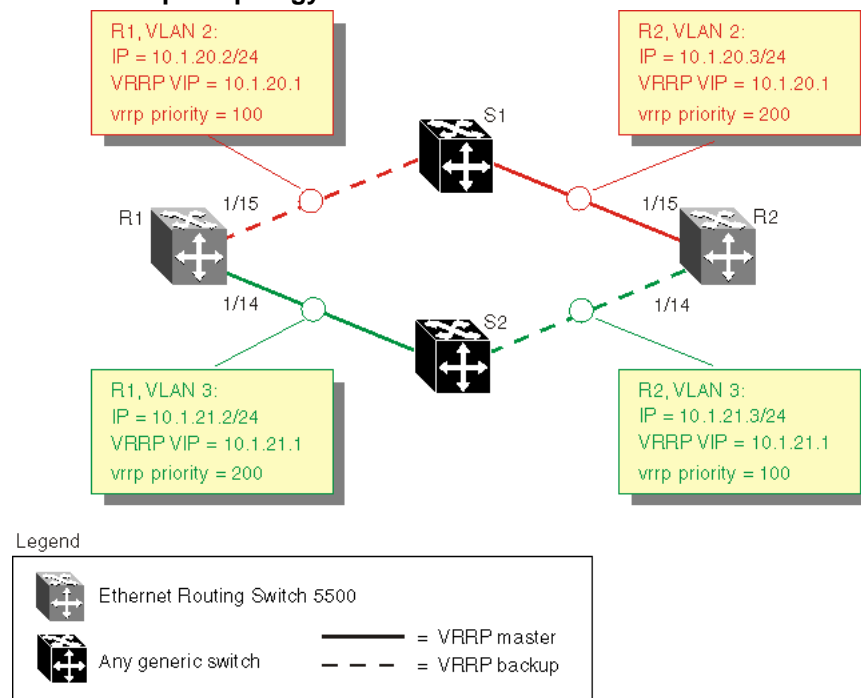 R1, VLAN 2:
IP = 10.1.20.2/24
VRRP VIP = 10.1.20.1
vrrp priority = 100
R2, VLAN 2:
IP = 10.1.20.3/24
VRRP VIP = 10.1.20.1
vrrp priority = 200
S1
1/15
1/15
R1
R2
1/14
1/14
S2
R1, VLAN 3:
IP = 10.1.21.2/24
VRRP VIP = 10.1.21.1
vrrp priority = 200
R2, VLAN 3:
IP = 10.1.21.3/24
VRRP VIP = 10.1.21.1
vrrp priority = 100
Legend
Ethernet Routing Switch 5500
Any generic switch
= VRRP master
= VRRP backup